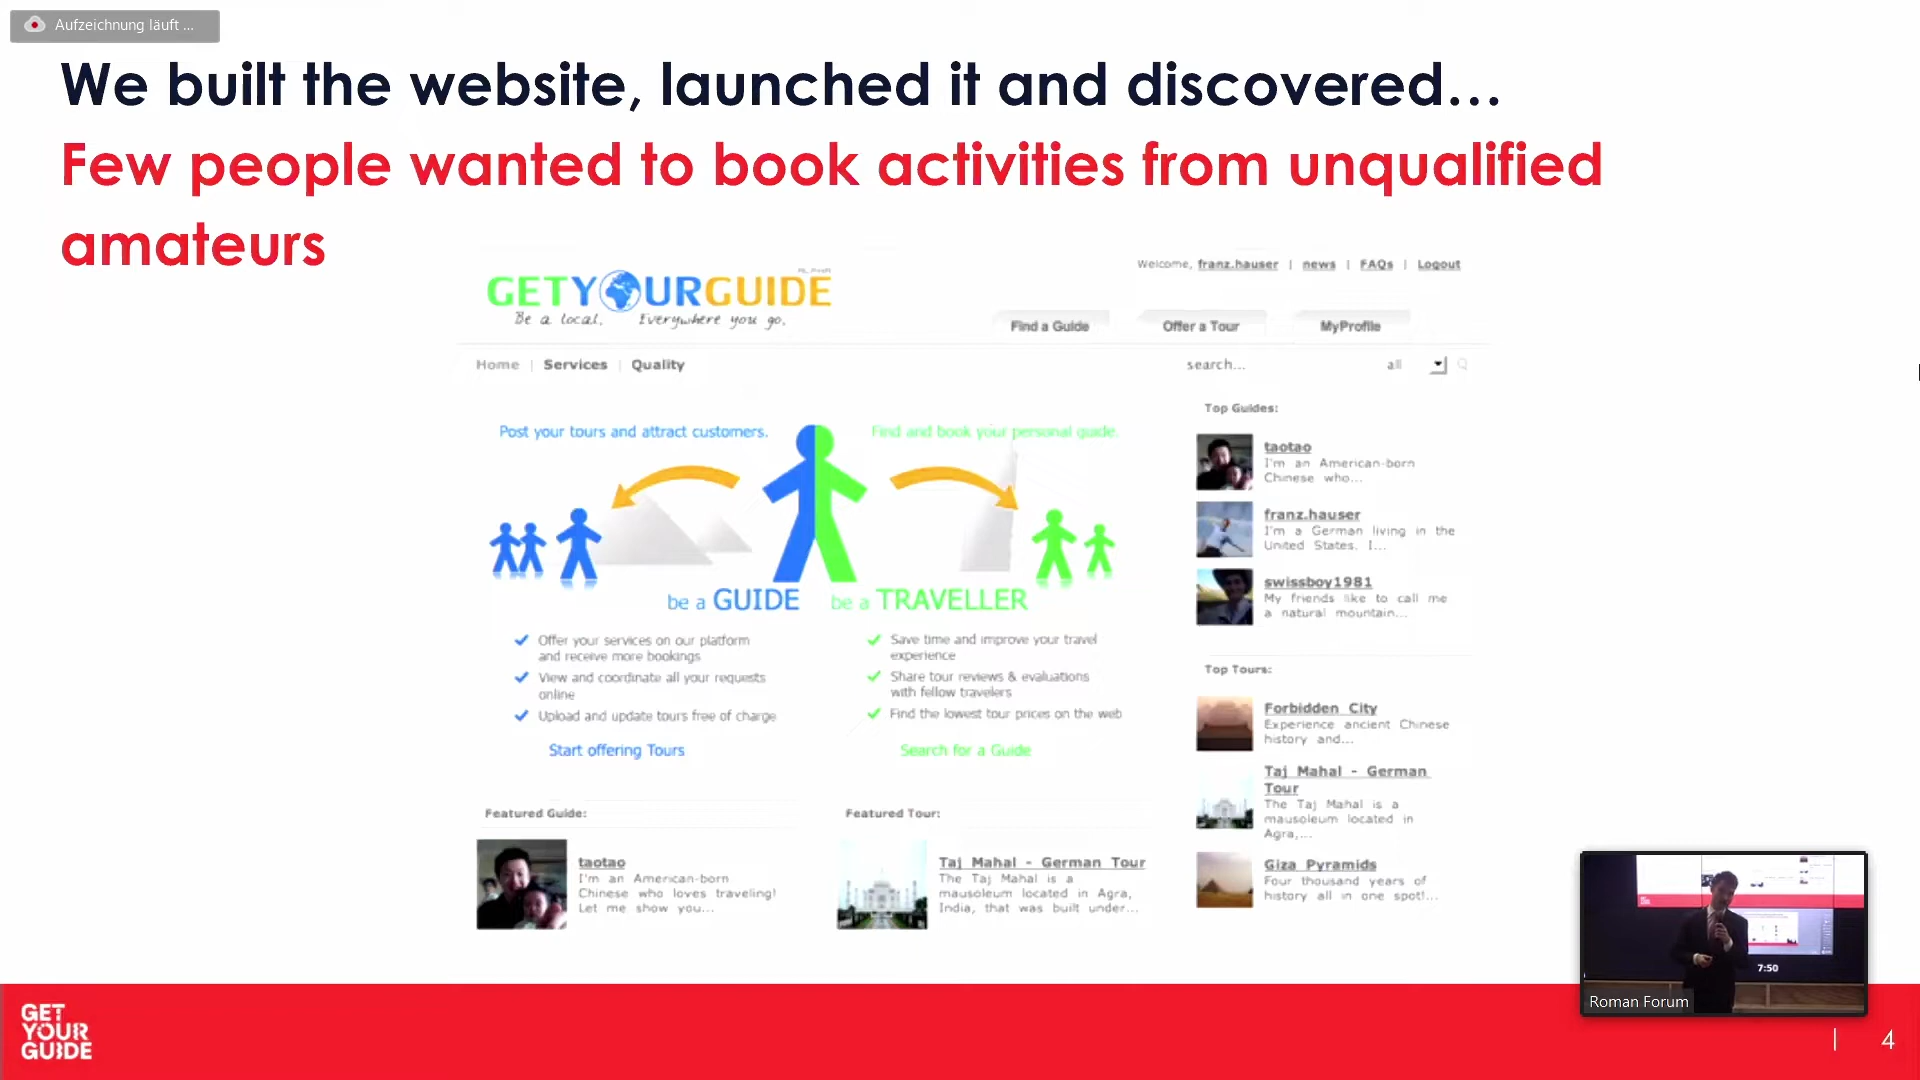 Aufzeichnung läuft ...
We built the website, launched it and discovered…
Few people wanted to book activities from unqualified
amateurs
GETYOURGUIDE
ALPHA
Be a local. Everywhere you go.
Welcome, franz.hauser | news | FAQs | Logout
Find a Guide Offer a Tour MyProfile
Home | Services | Quality
search... all
Post your tours and attract customers.
Find and book your personal guide.
be a GUIDE be a TRAVELLER
Offer your services on our platform
and receive more bookings
View and coordinate all your requests
online
Upload and update tours free of charge
Start offering Tours
Save time and improve your travel
experience
Share tour reviews & evaluations
with fellow travelers
Find the lowest tour prices on the web
Search for a Guide
Top Guides:
taotao
I'm an American-born
Chinese who...
franz.hauser
I'm a German living in the
United States. I...
swissboy1981
My friends like to call me
a natural mountain...
Top Tours:
Forbidden City
Experience ancient Chinese
history and...
Taj Mahal - German
Tour
The Taj Mahal is a
mausoleum located in
Agra,...
Giza Pyramids
Four thousand years of
history all in one spot!...
Featured Guide:
taotao
I'm an American-born
Chinese who loves traveling!
Let me show you...
Featured Tour:
Taj Mahal - German Tour
The Taj Mahal is a
mausoleum located in Agra,
India, that was built under...
7:50
Roman Forum
GET
YOUR
GUIDE
| 4